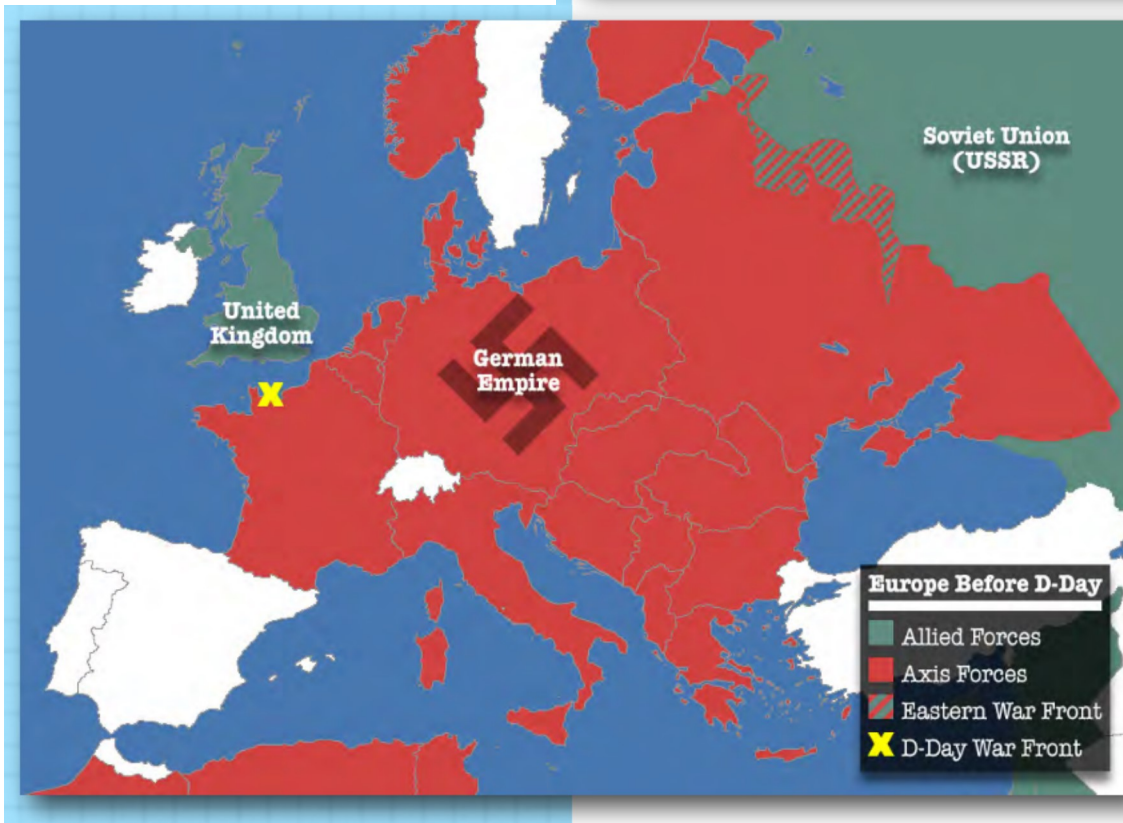 Soviet Union
(USSR)
United
Kingdom
X
German
Empire
Europe Before D-Day
Allied Forces
Axis Forces
Eastern War Front
X D-Day War Front